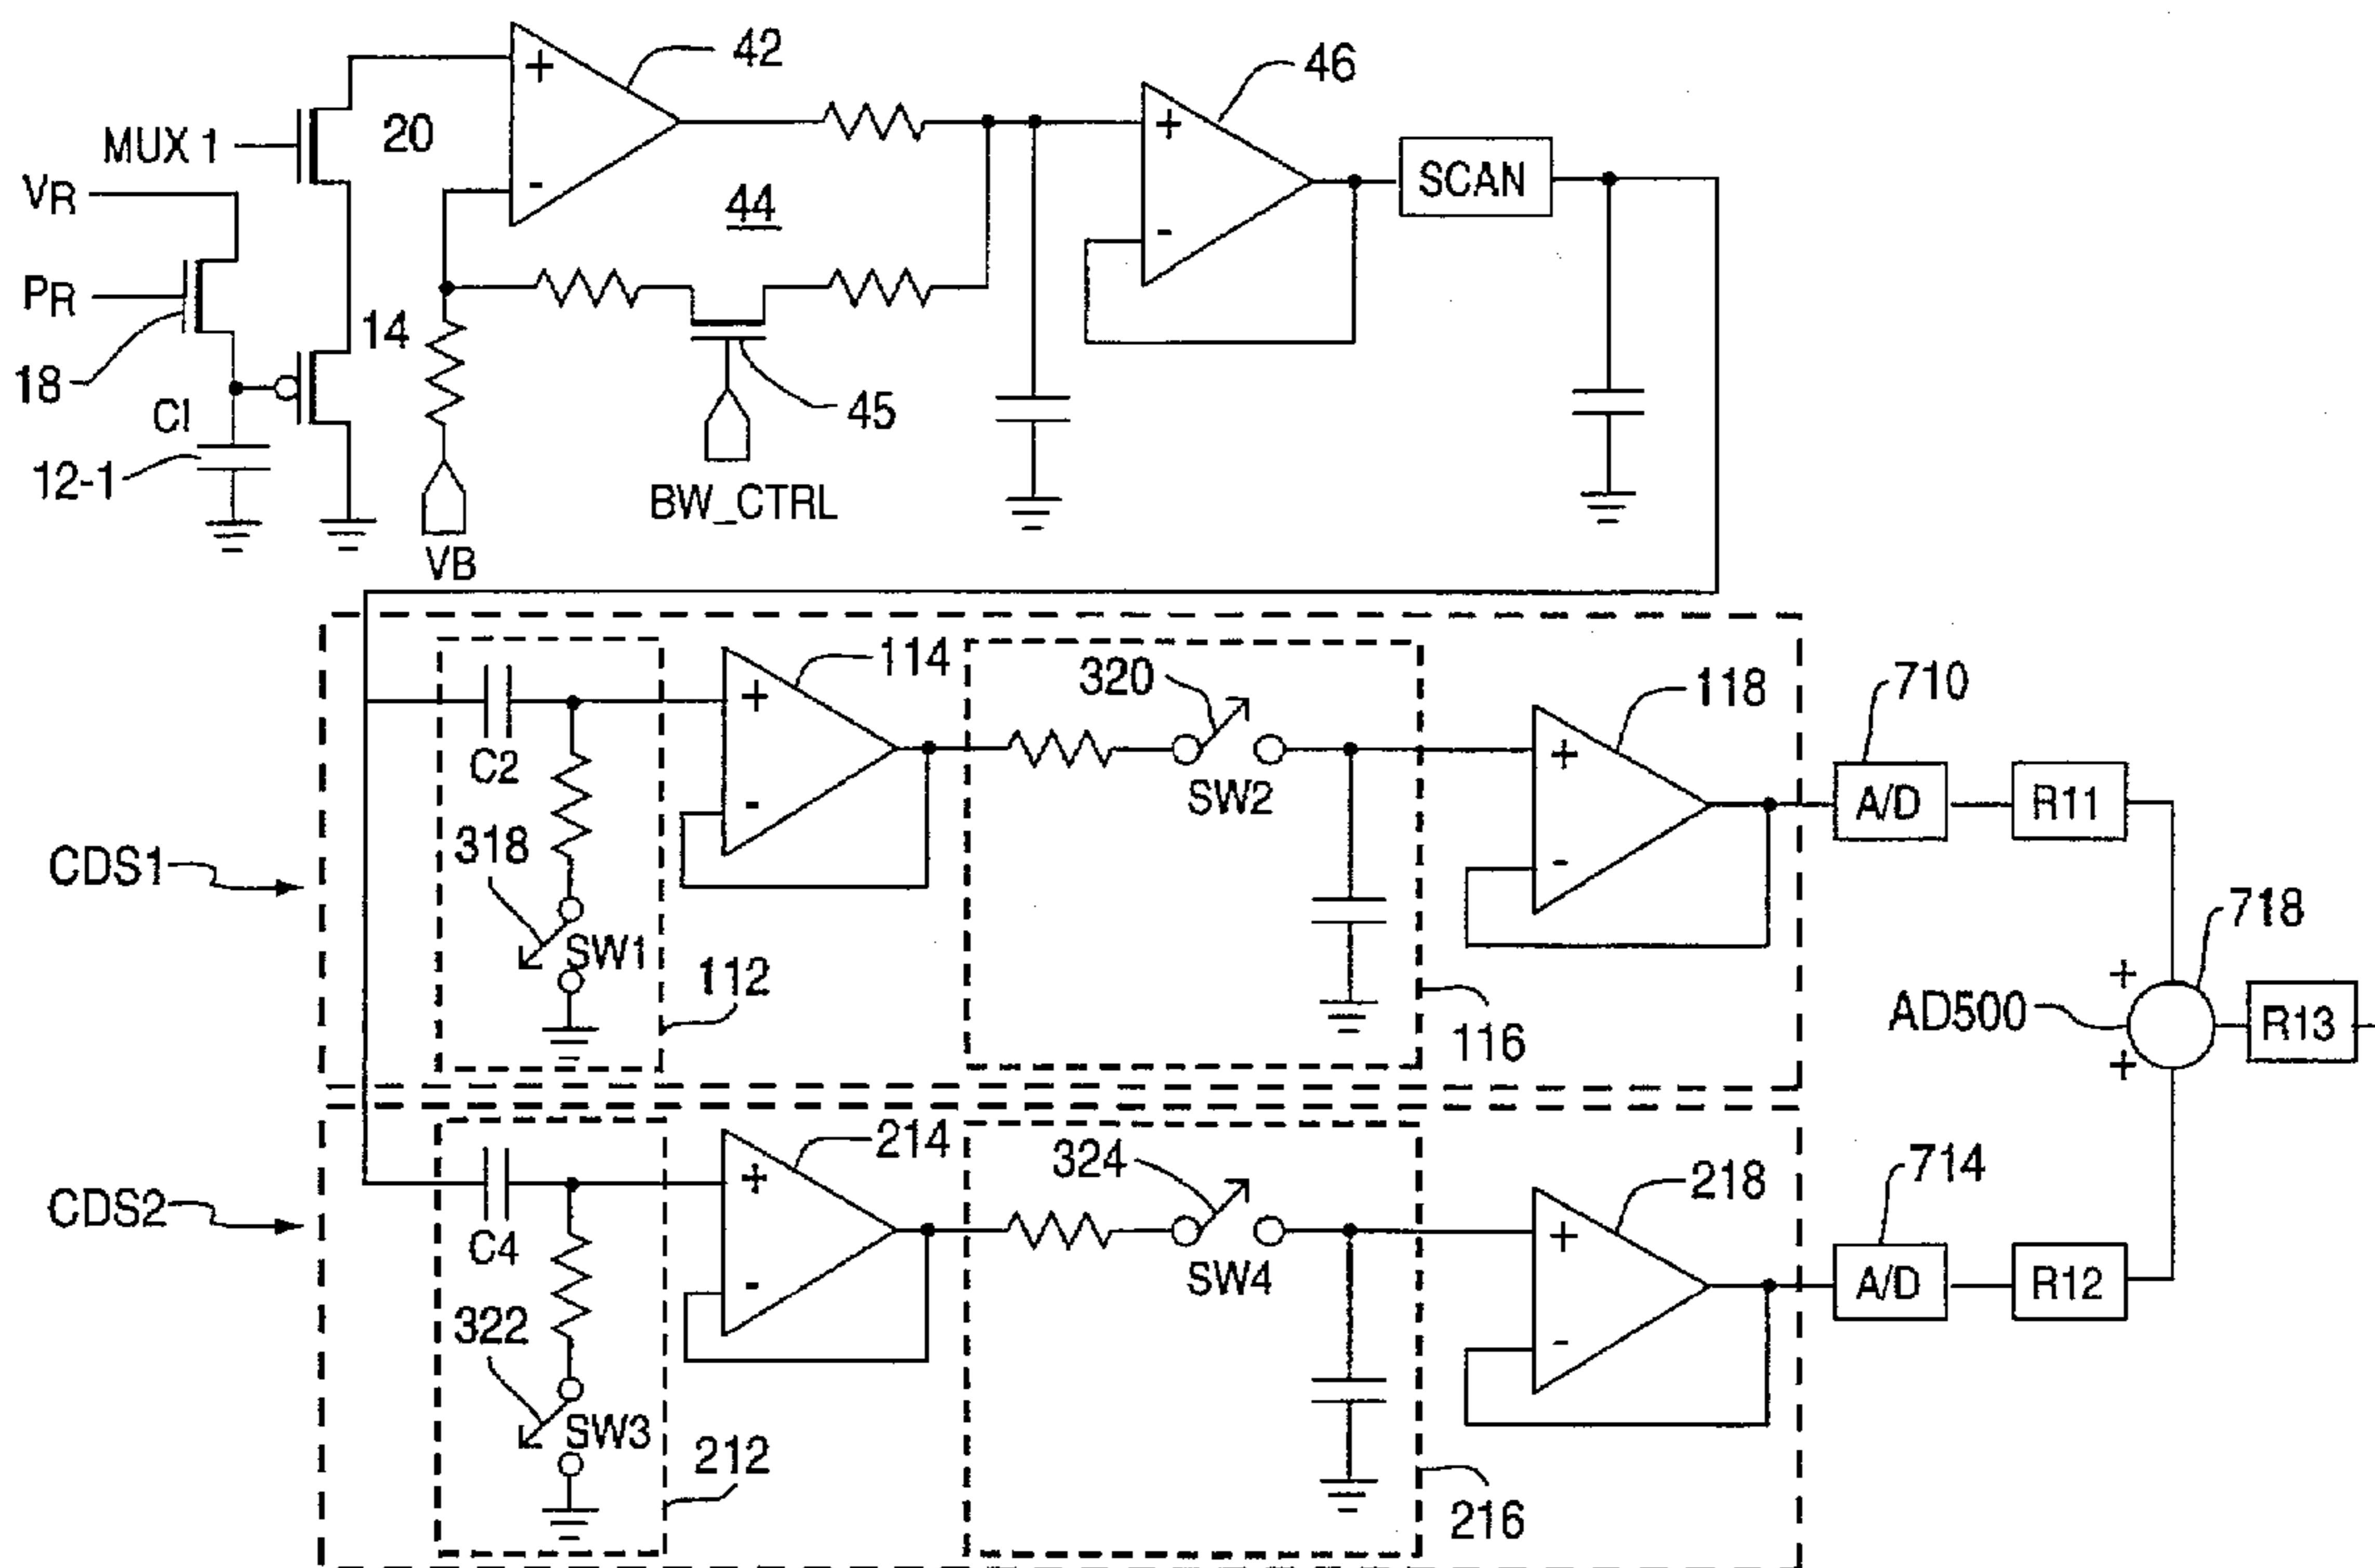 42
46
MUX 1
20
+
+
SCAN
VR
-
44
-
PR
14
18
45
CI
12-1
BW_CTRL
VB
114
320
118
710
+
C2
SW2
+
A/D
R11
318
-
-
CDS1
SW1
112
718
+
AD500
R13
116
+
214
324
218
714
+
CDS2
C4
SW4
+
A/D
R12
322
-
-
SW3
212
216